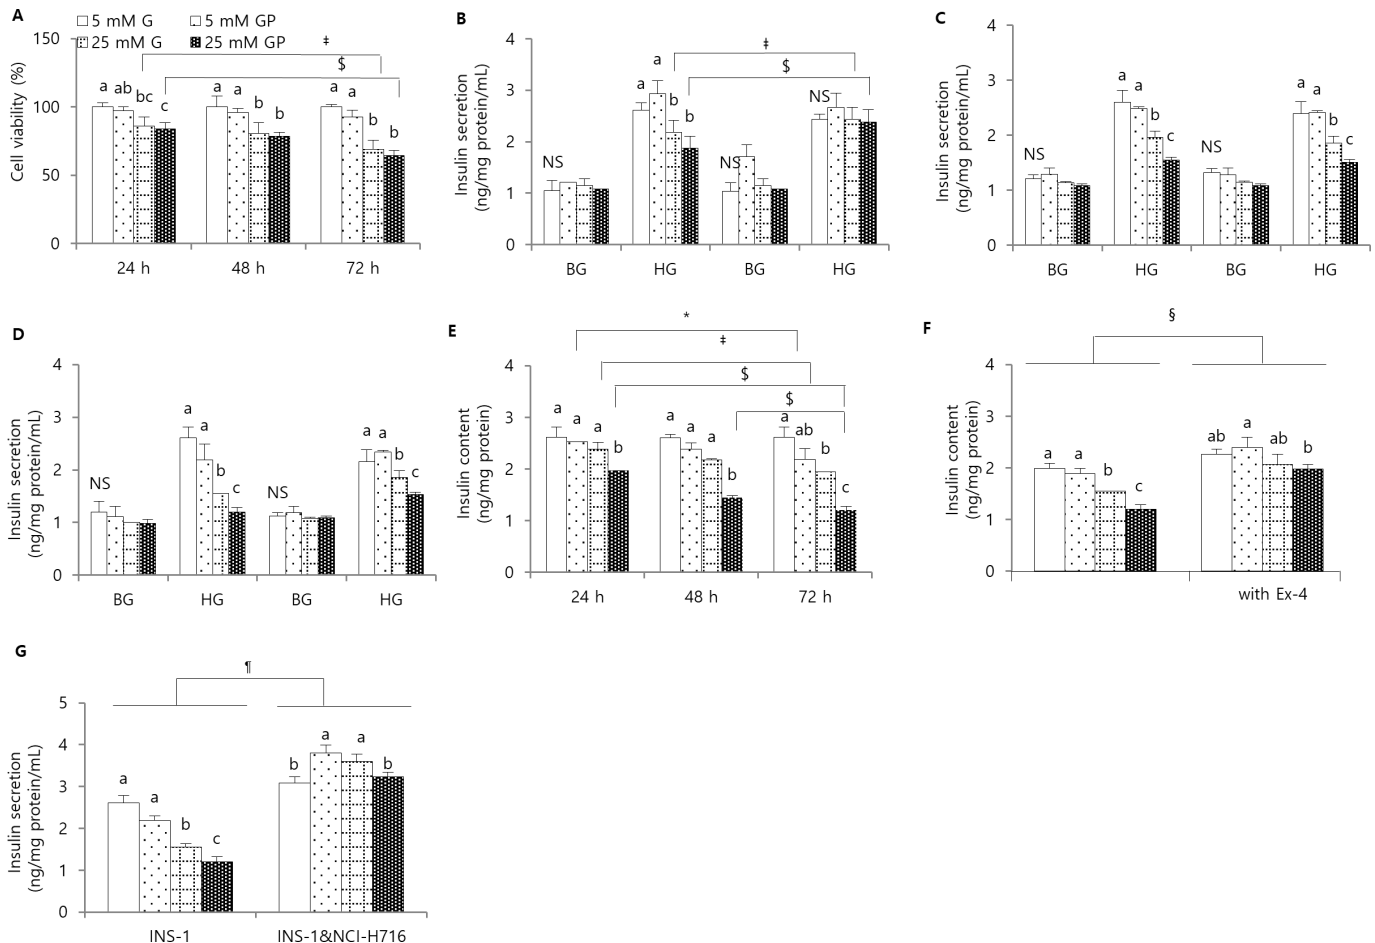 A
5 mM G
5 mM GP
25 mM G
25 mM GP
Cell viability (%)
150
100
50
0
‡
$
a ab bc c
a a b b
a a b b
24 h 48 h 72 h
B
Insulin secretion
(ng/mg protein/mL)
4
3
2
1
0
‡
$
NS
a a b b
NS
NS
BG HG BG HG
C
Insulin secretion
(ng/mg protein/mL)
4
3
2
1
0
NS
a a b c
NS
a a b c
BG HG BG HG
D
Insulin secretion
(ng/mg protein/mL)
4
3
2
1
0
NS
a a b c
NS
a a b c
BG HG BG HG
E
Insulin content
(ng/mg protein)
4
3
2
1
0
*
‡
$
$
a a a b
a a a b
a ab b c
24 h 48 h 72 h
F
Insulin content
(ng/mg protein)
4
3
2
1
0
§
a a b c
ab a ab b
with Ex-4
G
Insulin secretion
(ng/mg protein/mL)
5
4
3
2
1
0
¶
a a b c
b a a b
INS-1 INS-1&NCI-H716